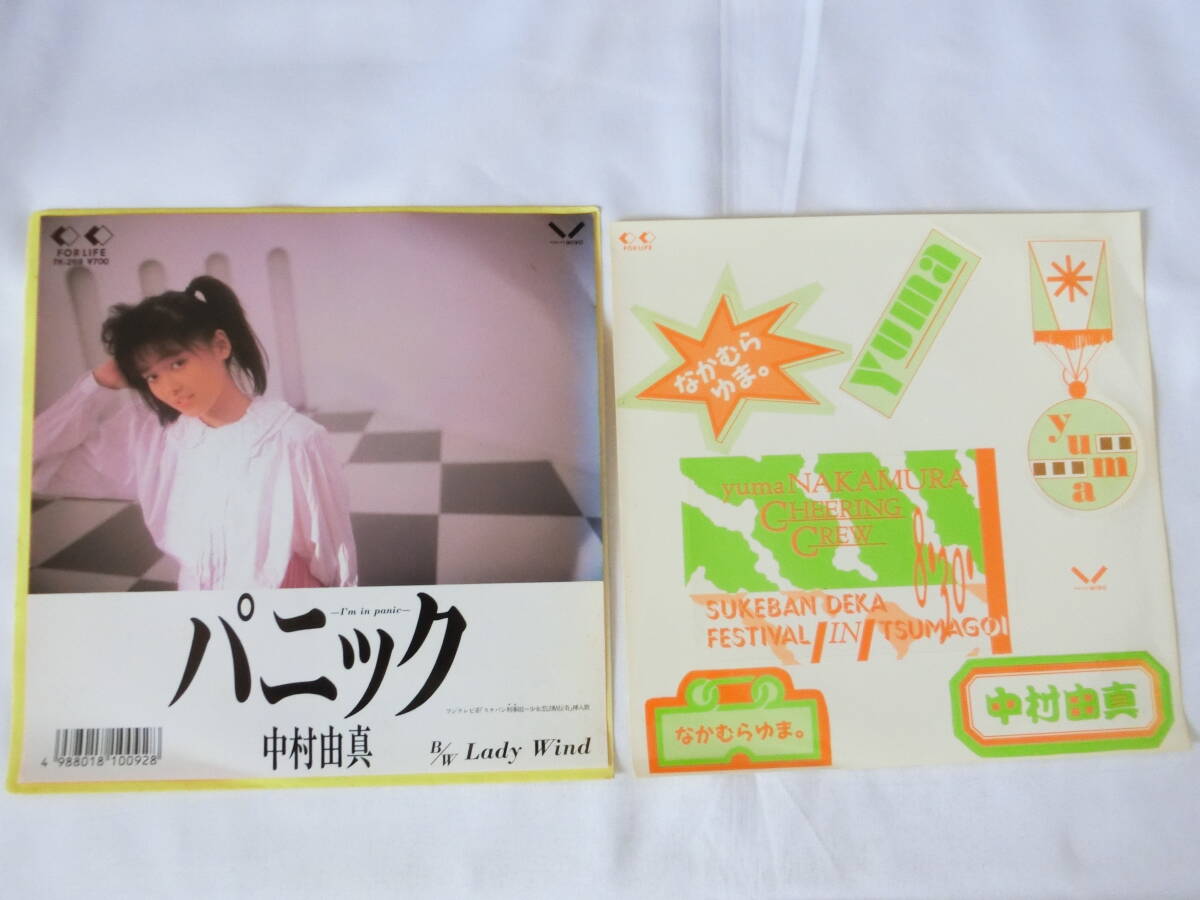 FOR LIFE
7K-298 ¥700
パニック
—I'm in panic—
中村由真
B/W Lady Wind
4 988018 100928
FOR LIFE
なかむら
ゆま。
yuma
yuma
yuma NAKAMURA
CHEERING
CREW
8.30
SUKEBAN DEKA
FESTIVAL / IN / TSUMAGOI
なかむらゆま。
中村由真